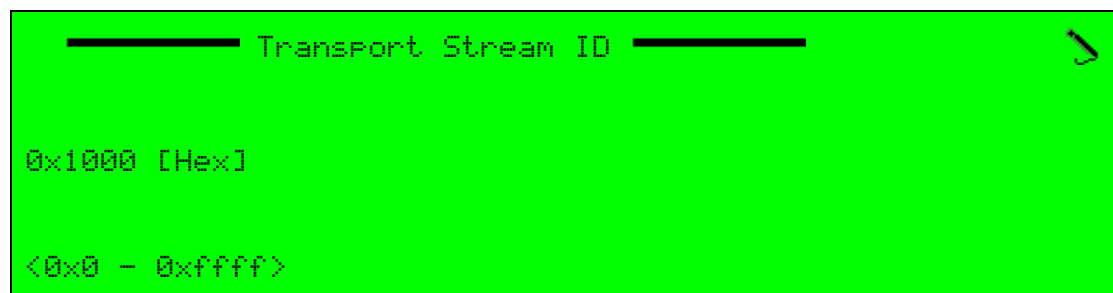 Transport Stream ID
0x1000 [Hex]
<0x0 - 0xffff>